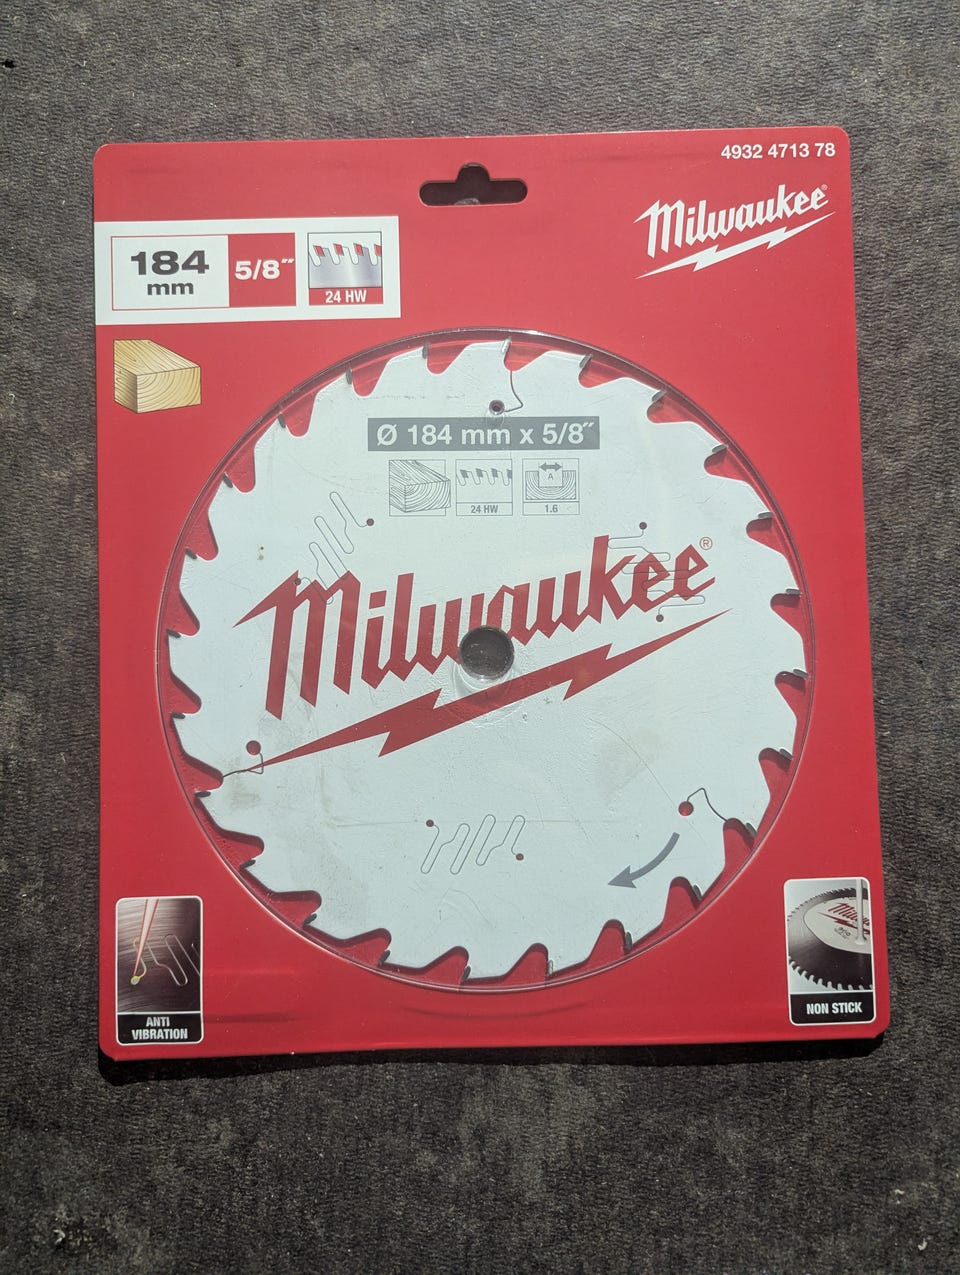 4932 4713 78
Milwaukee®
184
mm
5/8″
24 HW
Ø 184 mm x 5/8″
A
24 HW
1.6
Milwaukee®
ANTI
VIBRATION
NON STICK